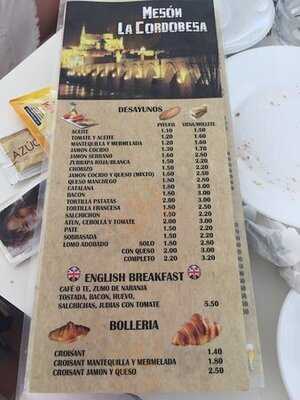 MESÓN
LA CORDOBESA
DESAYUNOS
PITUFO VIENA/MOLLETE
ACEITE 1.10 1.50
TOMATE Y ACEITE 1.20 1.60
MANTEQUILLA Y MERMELADA 1.20 1.60
JAMON COCIDO 1.30 1.70
JAMON SERRANO 1.60 2.80
ZURRAPA ROJA/BLANCA 1.50 2.20
CHORIZO 1.50 2.20
JAMON COCIDO Y QUESO (MIXTO) 1.50 2.50
QUESO MANCHEGO 1.80 2.80
CATALANA 2.00 3.00
BACON 1.80 3.00
TORTILLA PATATAS 2.00 3.00
TORTILLA FRANCESA 1.50 2.50
SALCHICHON 1.50 2.20
ATUN, CEBOLLA Y TOMATE 2.00 3.00
PATE 1.50 2.20
SOBRASADA 1.50 2.20
LOMO ADOBADO SOLO 1.80 2.80
CON QUESO 2.00 3.00
COMPLETO 2.20 3.20
ENGLISH BREAKFAST
CAFÉ O TE, ZUMO DE NARANJA
TOSTADA, BACON, HUEVO,
SALCHICHAS, JUDIAS CON TOMATE 5.50
BOLLERIA
CROISANT 1.40
CROISANT MANTEQUILLA Y MERMELADA 1.80
CROISANT JAMON Y QUESO 2.50
AZÚC